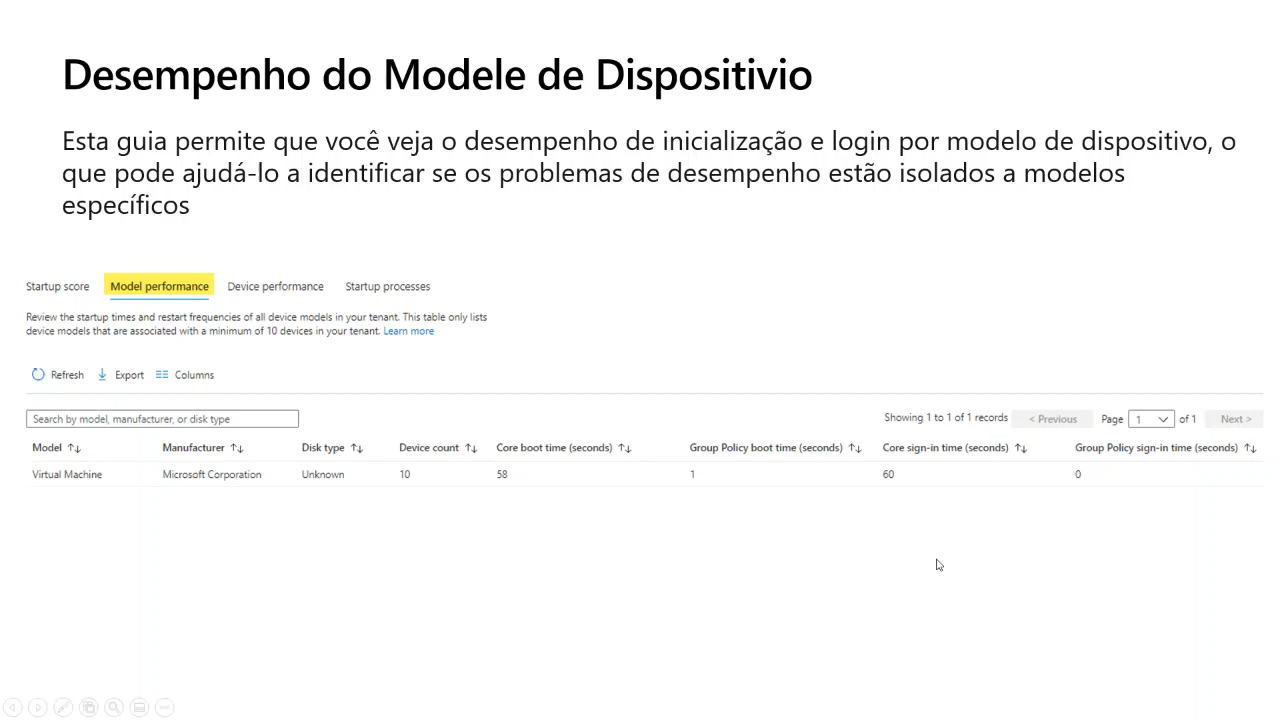 Desempenho do Modele de Dispositivio
Esta guia permite que você veja o desempenho de inicialização e login por modelo de dispositivo, o
que pode ajudá-lo a identificar se os problemas de desempenho estão isolados a modelos
específicos
Startup score Model performance Device performance Startup processes
Review the startup times and restart frequencies of all device models in your tenant. This table only lists
device models that are associated with a minimum of 10 devices in your tenant. Learn more
Refresh Export Columns
Search by model, manufacturer, or disk type Showing 1 to 1 of 1 records < Previous Page 1 of 1 Next >
Model Manufacturer Disk type Device count Core boot time (seconds) Group Policy boot time (seconds) Core sign-in time (seconds) Group Policy sign-in time (seconds)
Virtual Machine Microsoft Corporation Unknown 10 58 1 60 0